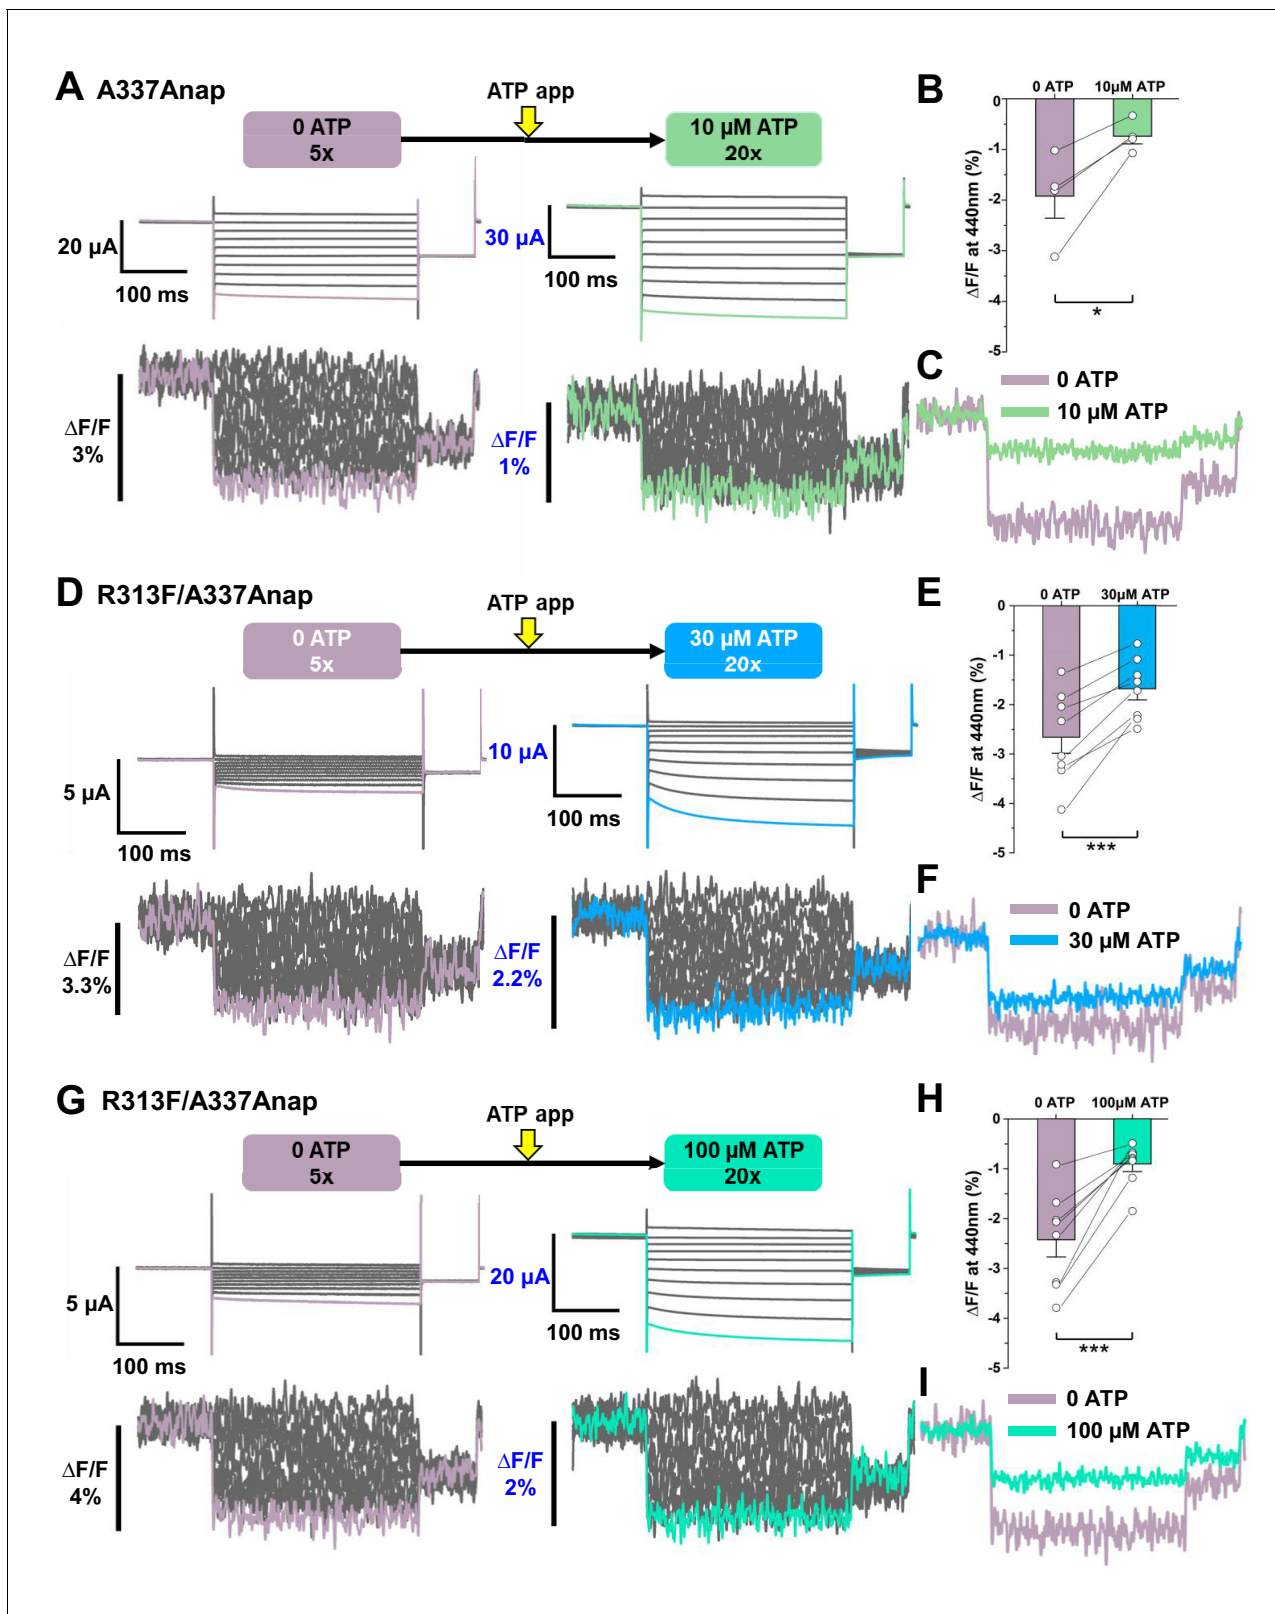 A A337Anap
ATP app
0 ATP
5x
10 µM ATP
20x
20 µA
100 ms
30 µA
100 ms
ΔF/F
3%
ΔF/F
1%
B
0 ATP 10µM ATP
0
-1
-2
-3
-4
-5
ΔF/F at 440nm (%)
*
C
0 ATP
10 µM ATP
D R313F/A337Anap
ATP app
0 ATP
5x
30 µM ATP
20x
5 µA
100 ms
10 µA
100 ms
ΔF/F
3.3%
ΔF/F
2.2%
E
0 ATP 30µM ATP
0
-1
-2
-3
-4
-5
ΔF/F at 440nm (%)
***
F
0 ATP
30 µM ATP
G R313F/A337Anap
ATP app
0 ATP
5x
100 µM ATP
20x
5 µA
100 ms
20 µA
100 ms
ΔF/F
4%
ΔF/F
2%
H
0 ATP 100µM ATP
0
-1
-2
-3
-4
-5
ΔF/F at 440nm (%)
***
I
0 ATP
100 µM ATP